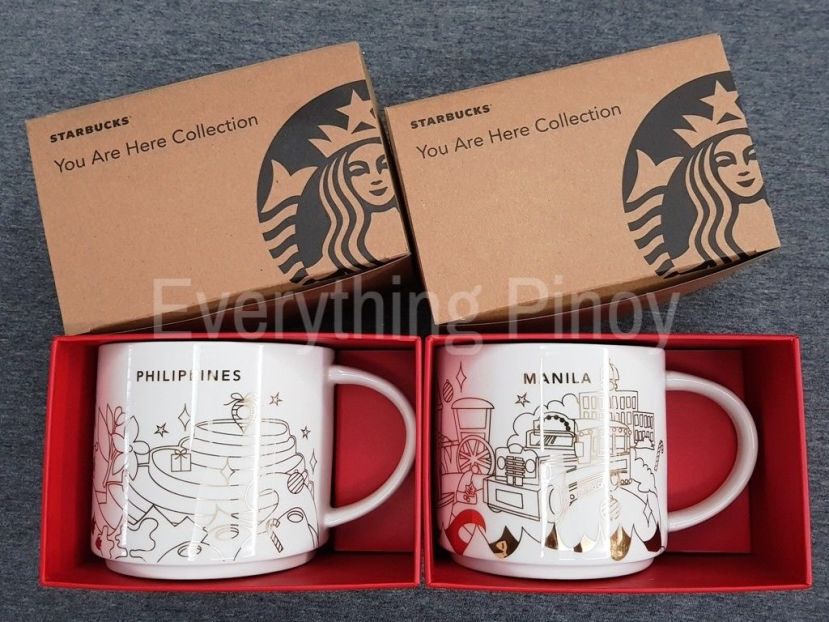 STARBUCKS
You Are Here Collection
STARBUCKS
You Are Here Collection
Everything Pinoy
PHILIPPINES
MANILA